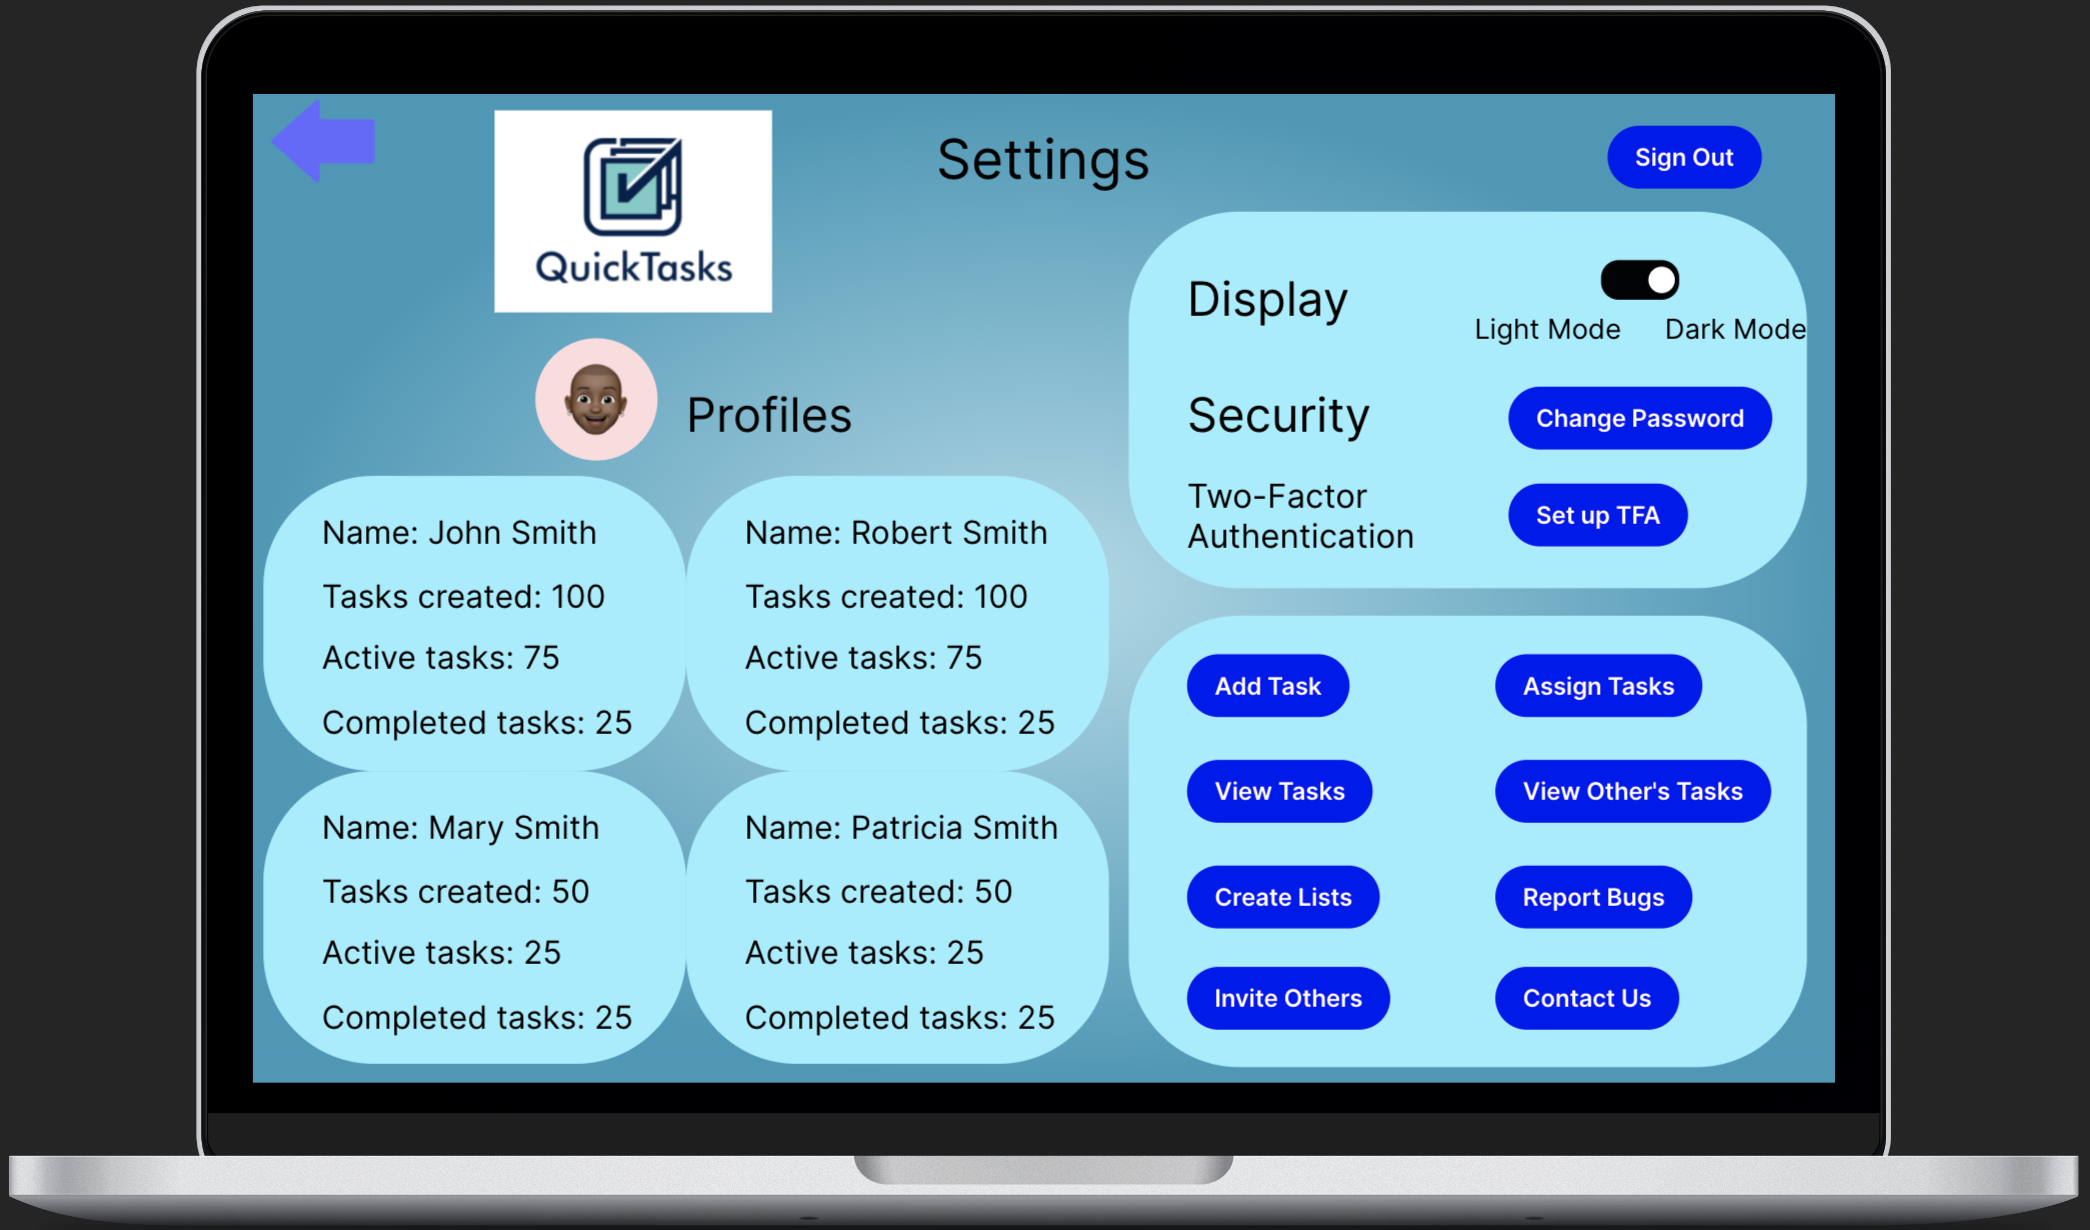 QuickTasks
Settings
Sign Out
Display
Light Mode
Dark Mode
Profiles
Security
Change Password
Two-Factor
Authentication
Set up TFA
Name: John Smith
Tasks created: 100
Active tasks: 75
Completed tasks: 25
Name: Robert Smith
Tasks created: 100
Active tasks: 75
Completed tasks: 25
Name: Mary Smith
Tasks created: 50
Active tasks: 25
Completed tasks: 25
Name: Patricia Smith
Tasks created: 50
Active tasks: 25
Completed tasks: 25
Add Task
Assign Tasks
View Tasks
View Other's Tasks
Create Lists
Report Bugs
Invite Others
Contact Us